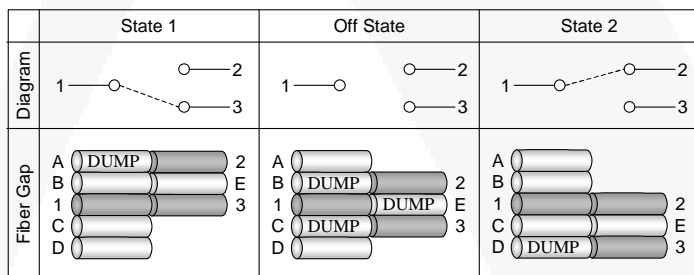 State 1 Off State State 2
Diagram
1 2
3
1 2
3
1 2
3
Fiber Gap
A DUMP 2
B E
1 3
C
D
A
B DUMP 2
1 DUMP E
C DUMP 3
D
A
B
1 2
C E
D DUMP 3